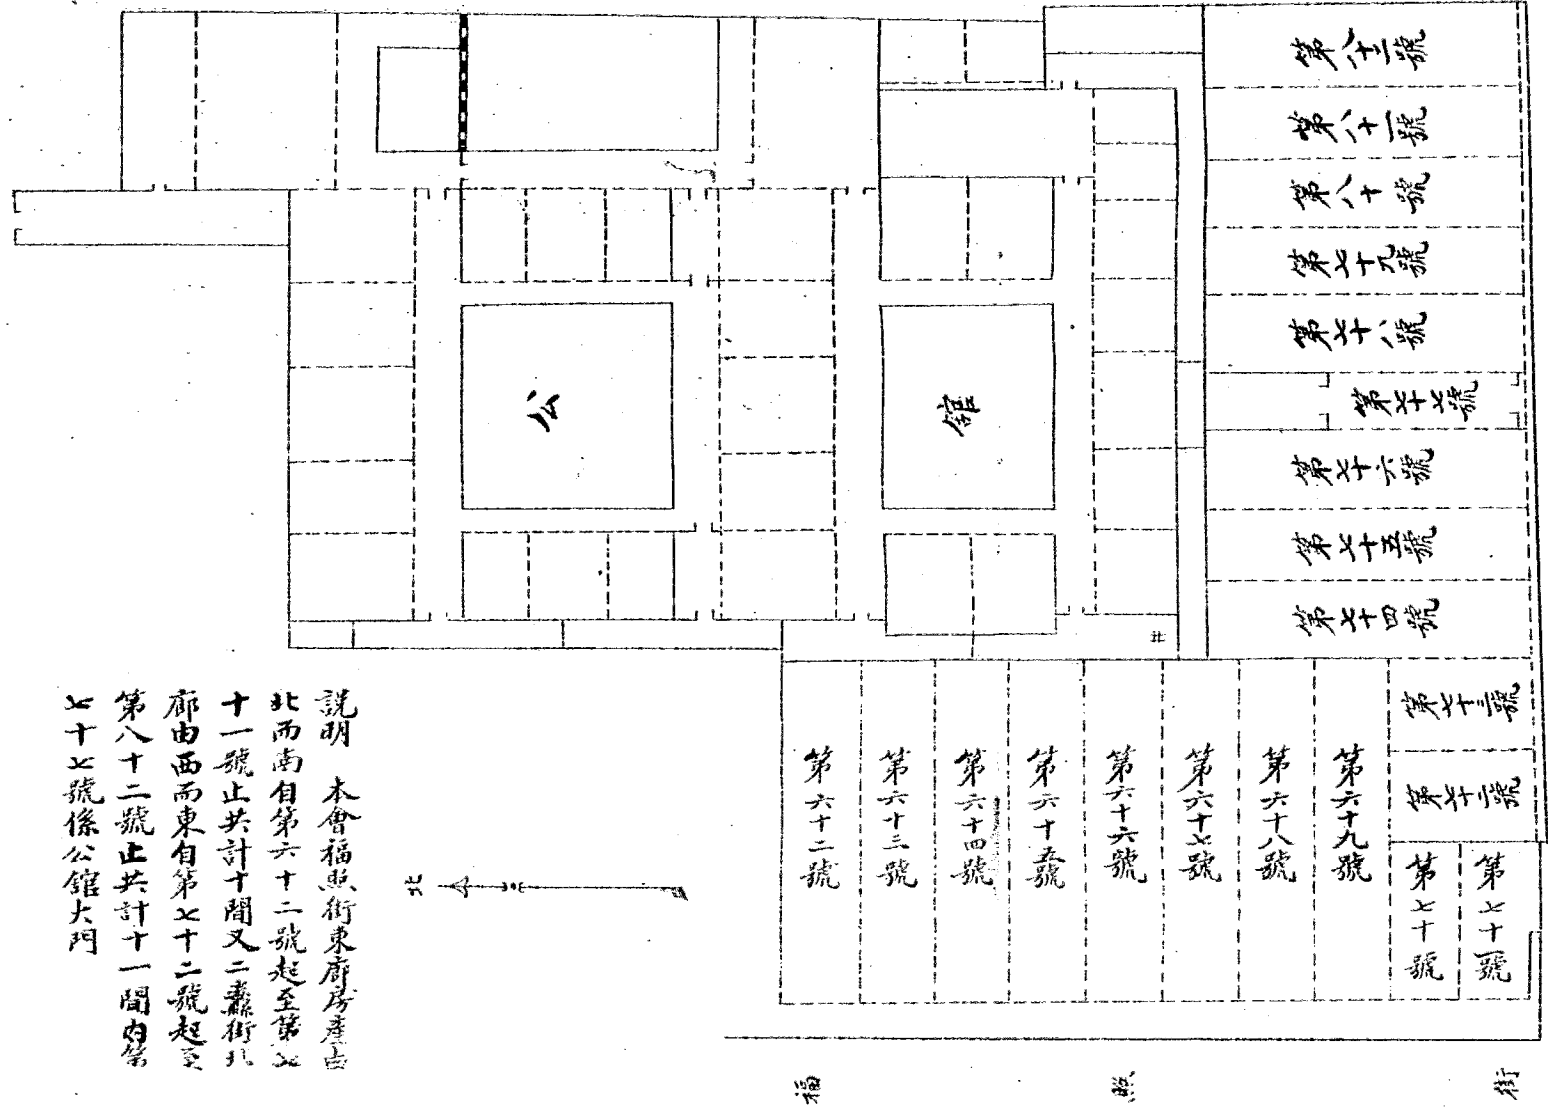 説明　本會福照街東廊房產由
北而南自第六十二號起至第七
十一號止共計十間又二纛街北
廊由西而東自第七十二號起至
第八十二號止共計十一間內第
七十七號係公館大門
北
公
館
井
第八十二號
第八十一號
第八十號
第七十九號
第七十八號
第七十七號
第七十六號
第七十五號
第七十四號
第七十三號
第七十二號
第七十一號
第七十號
第六十九號
第六十八號
第六十七號
第六十六號
第六十五號
第六十四號
第六十三號
第六十二號
福照街